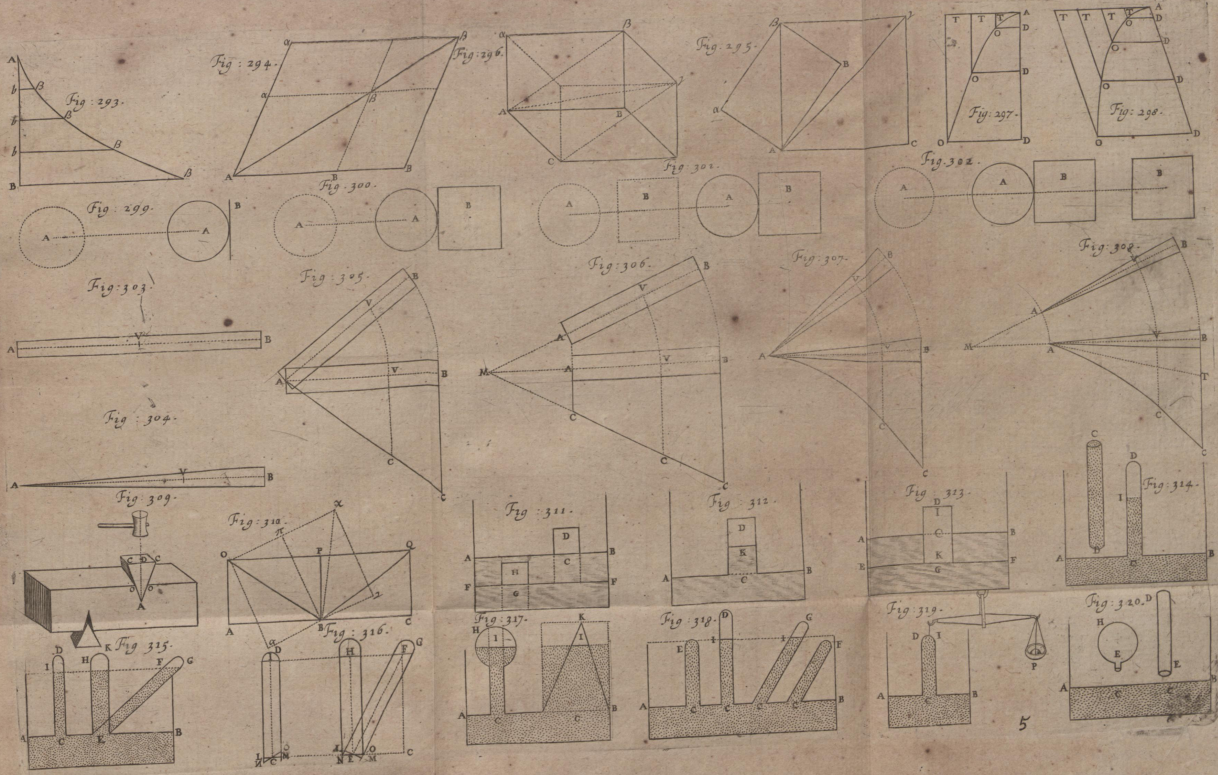 Fig: 293.
A
b
β
b
β
b
β
B
β
Fig: 294.
α
β
α
β
A
B
B
Fig: 296.
α
β
γ
A
B
C
Fig. 295.
β
γ
B
α
A
C
T T T A
O D
O D
Fig: 297.
O D
T T T T A
O D
O D
O D
Fig: 298.
O D
Fig: 299.
A A B
Fig. 300.
A A B
Fig. 301.
A B A B
Fig. 302.
A A B B
Fig: 303.
A V B
Fig: 304.
A V B
Fig: 305.
B
V
A V B
C
C
Fig: 306.
B
V
A
M A V B
C
C
C
Fig: 307.
B
V
A V B
C
C
Fig: 308.
B
V
A
M A V B
T
C
C
Fig: 309.
C D C
A
Fig: 310.
π
O P Q
A B C
α
Fig: 311.
D
A C B
H
F G F
Fig: 312.
D
K
A C B
Fig: 313.
D
I
A C B
K
E G F
Fig: 314.
C D
I
D
A C B
Fig: 315.
K
I D H F G
A C E B
Fig: 316.
D H F G
I
C
M
N E O M C
Fig: 317.
H I K
I
A C C B
Fig: 318.
D G
E I I F
A C C C C B
Fig: 319.
D I
P
A C B
Fig: 320.
D
H
E
E
A C C B
5